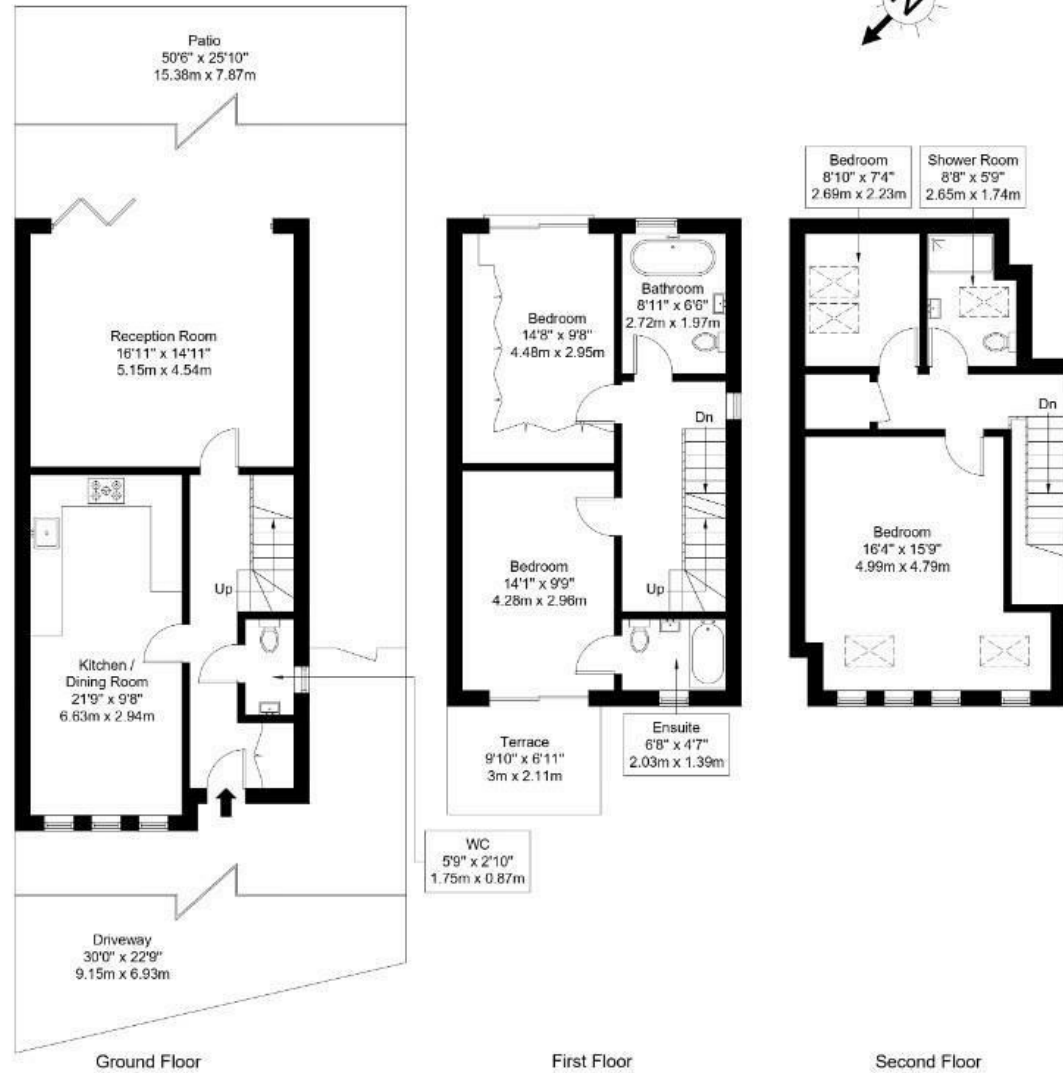 Patio
50'6" x 25'10"
15.38m x 7.87m
Reception Room
16'11" x 14'11"
5.15m x 4.54m
Up
Kitchen /
Dining Room
21'9" x 9'8"
6.63m x 2.94m
WC
5'9" x 2'10"
1.75m x 0.87m
Driveway
30'0" x 22'9"
9.15m x 6.93m
Ground Floor
Bedroom
14'8" x 9'8"
4.48m x 2.95m
Bathroom
8'11" x 6'6"
2.72m x 1.97m
Dn
Bedroom
14'1" x 9'9"
4.28m x 2.96m
Up
Terrace
9'10" x 6'11"
3m x 2.11m
Ensuite
6'8" x 4'7"
2.03m x 1.39m
First Floor
Bedroom
8'10" x 7'4"
2.69m x 2.23m
Shower Room
8'8" x 5'9"
2.65m x 1.74m
Dn
Bedroom
16'4" x 15'9"
4.99m x 4.79m
Second Floor